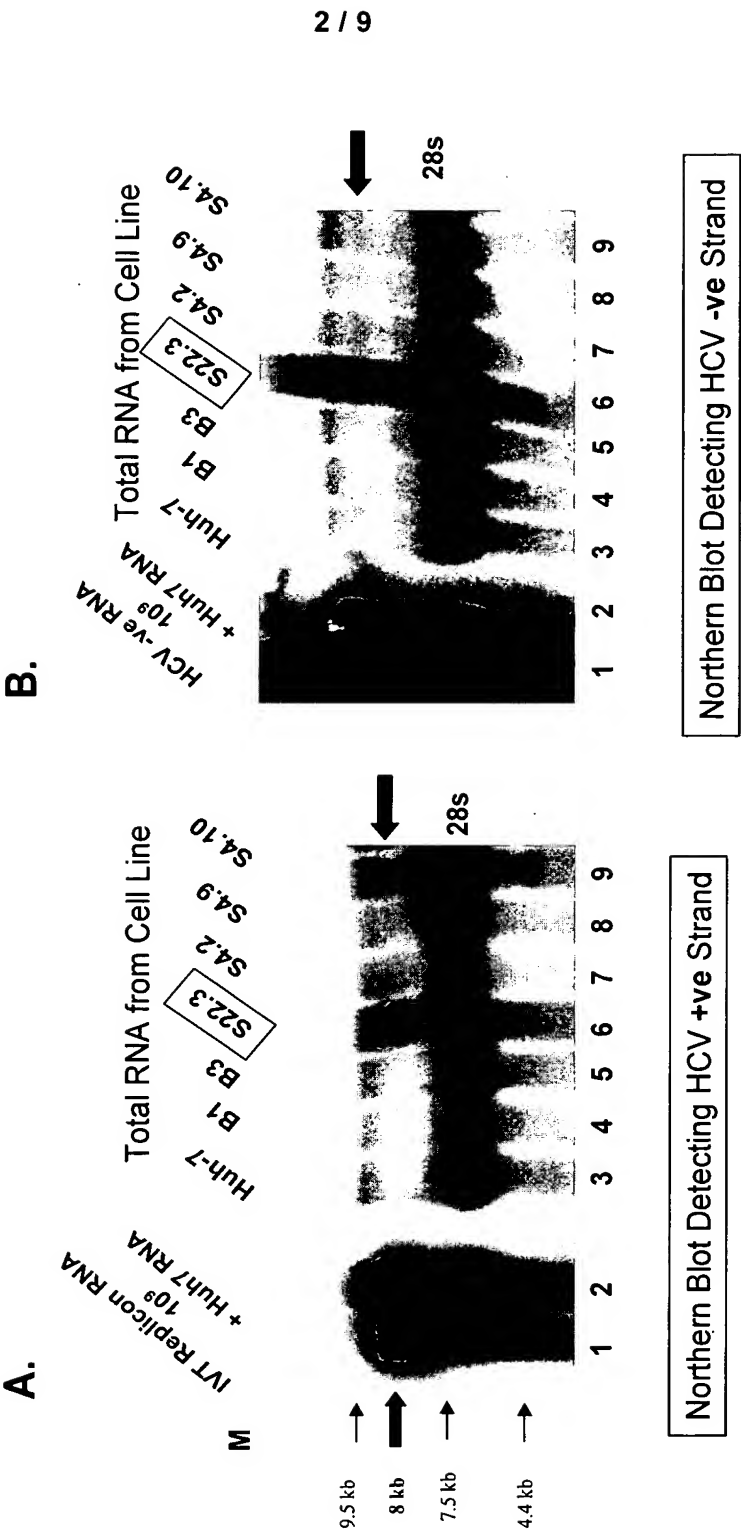 2 / 9
A.
IVT Replicon RNA
10⁹
+ Huh7 RNA
Total RNA from Cell Line
Huh-7
B1
B3
S22.3
S4.2
S4.9
S4.10
M
9.5 kb
8 kb
7.5 kb
4.4 kb
28s
1 2 3 4 5 6 7 8 9
Northern Blot Detecting HCV +ve Strand
B.
HCV -ve RNA
10⁹
+ Huh7 RNA
Total RNA from Cell Line
Huh-7
B1
B3
S22.3
S4.2
S4.9
S4.10
28s
1 2 3 4 5 6 7 8 9
Northern Blot Detecting HCV -ve Strand